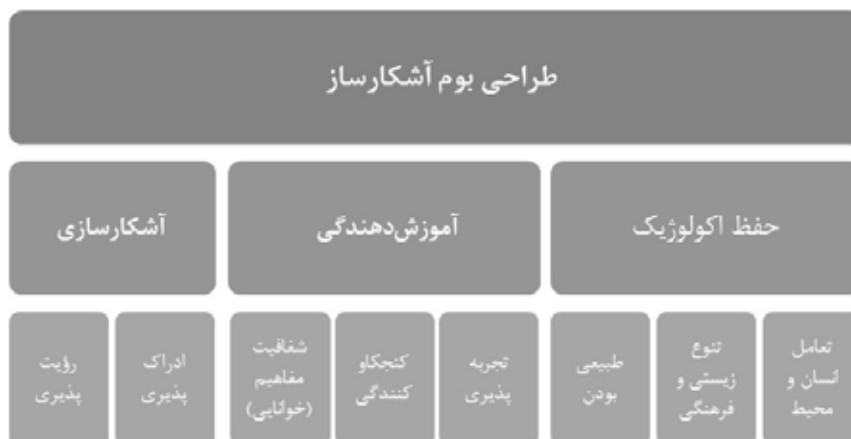 طراحی بوم آشکارساز
حفظ اکولوژیک
آموزش‌دهندگی
آشکارسازی
تعامل
انسان و
محیط
تنوع
زیستی و
فرهنگی
طبیعی
بودن
تجربه
پذیری
کنجکاو
کنندگی
شفافیت
مفاهیم
(خوانایی)
ادراک
پذیری
رؤیت
پذیری